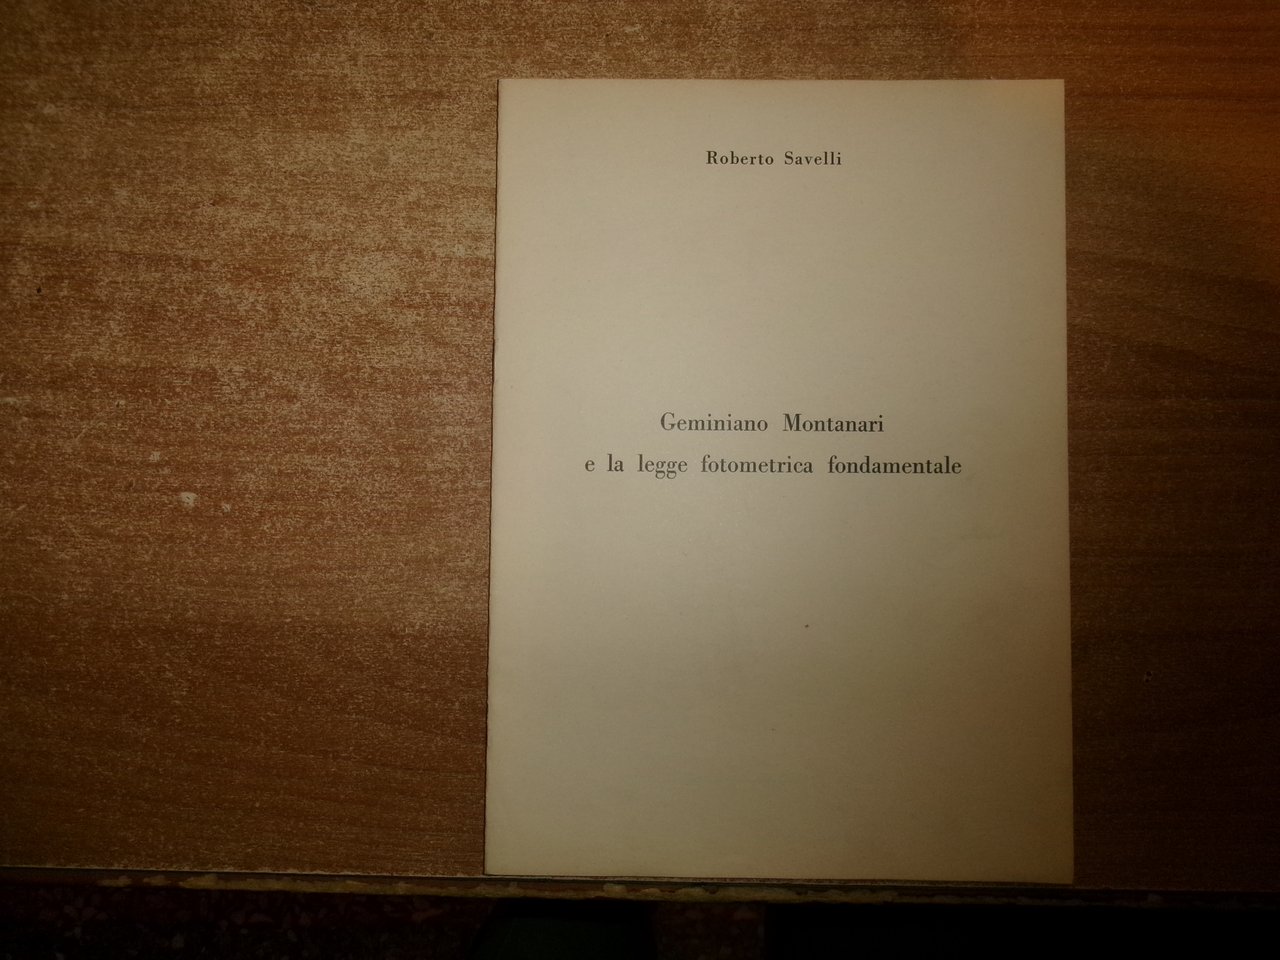 Roberto Savelli
Geminiano Montanari
e la legge fotometrica fondamentale